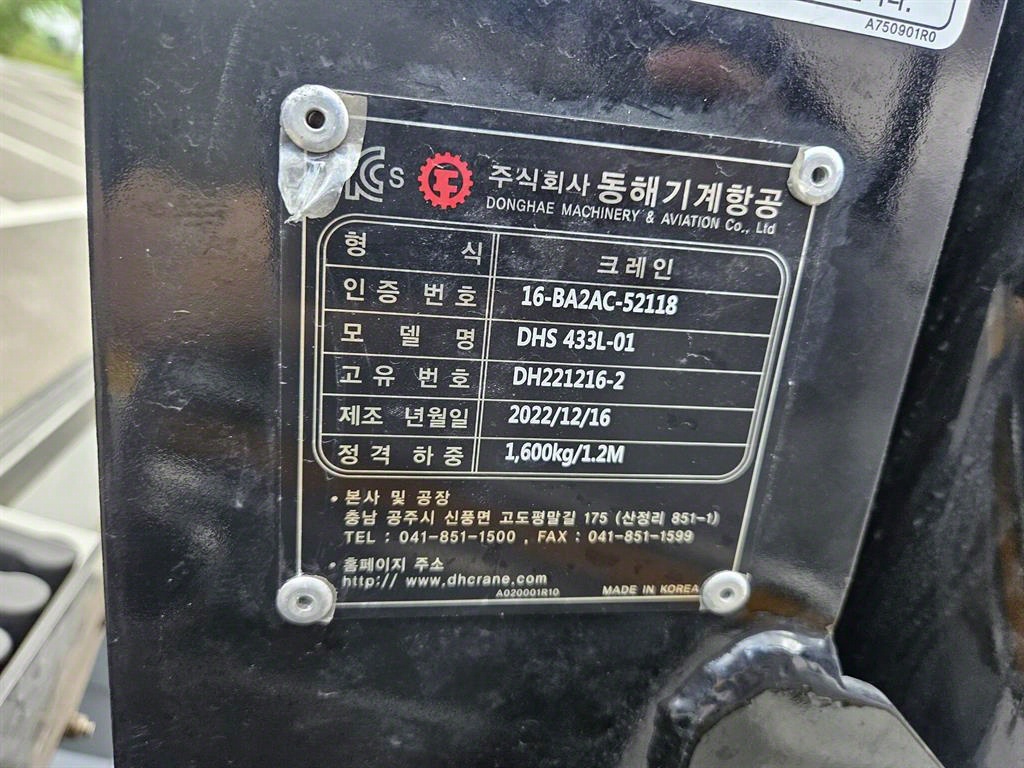 A750901R0
KCs 주식회사 동해기계항공
DONGHAE MACHINERY & AVIATION Co., Ltd
형 식 크레인
인증번호 16-BA2AC-52118
모델명 DHS 433L-01
고유번호 DH221216-2
제조 년월일 2022/12/16
정격하중 1,600kg/1.2M
• 본사 및 공장
충남 공주시 신풍면 고도평말길 175 (산정리 851-1)
TEL : 041-851-1500 , FAX : 041-851-1599
• 홈페이지 주소
http:// www.dhcrane.com
A020001R10 MADE IN KOREA